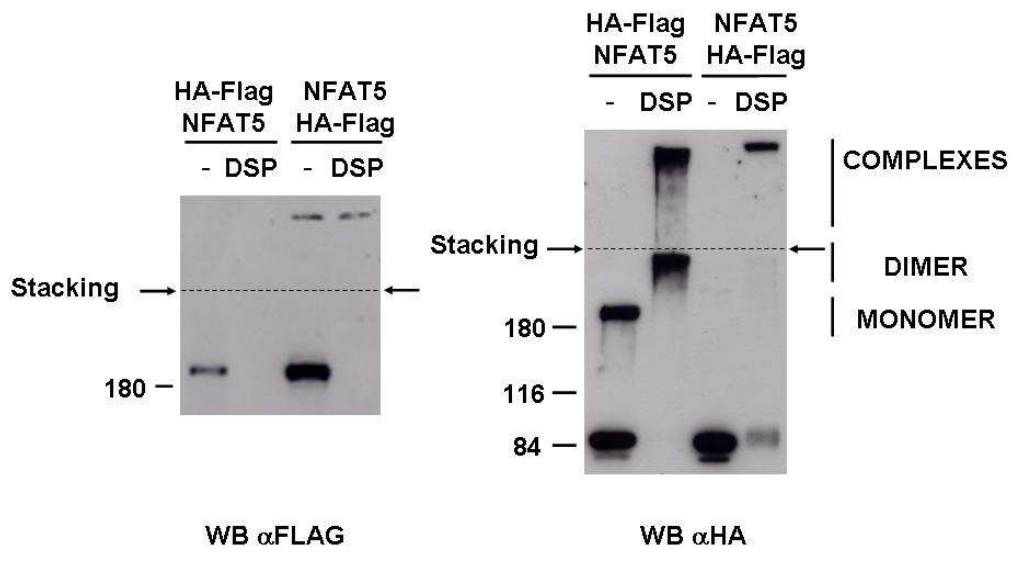 HA-Flag NFAT5
NFAT5 HA-Flag
- DSP - DSP
Stacking
180
WB αFLAG
HA-Flag NFAT5
NFAT5 HA-Flag
- DSP - DSP
Stacking
180
116
84
COMPLEXES
DIMER
MONOMER
WB αHA